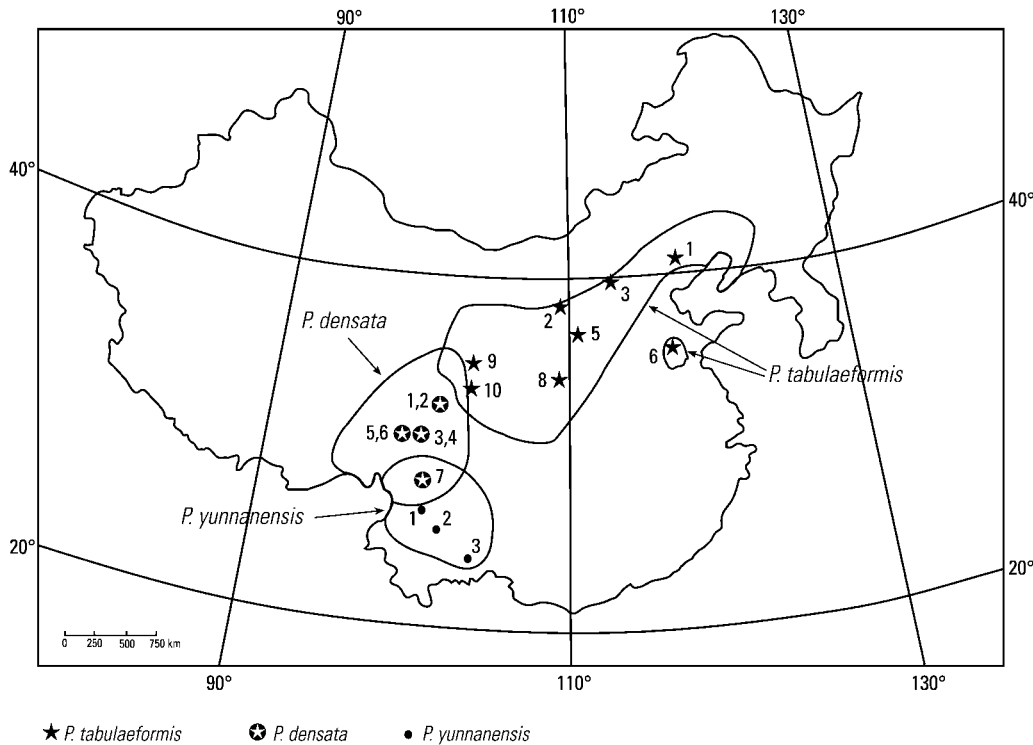 90° 110° 130°
40° 40°
1
3
2
5
P. densata
6
P. tabulaeformis
9
10
8
1,2
5,6 3,4
7
P. yunnanensis
1 2
3
20° 20°
0 250 500 750 km
90° 110° 130°
P. tabulaeformis P. densata P. yunnanensis